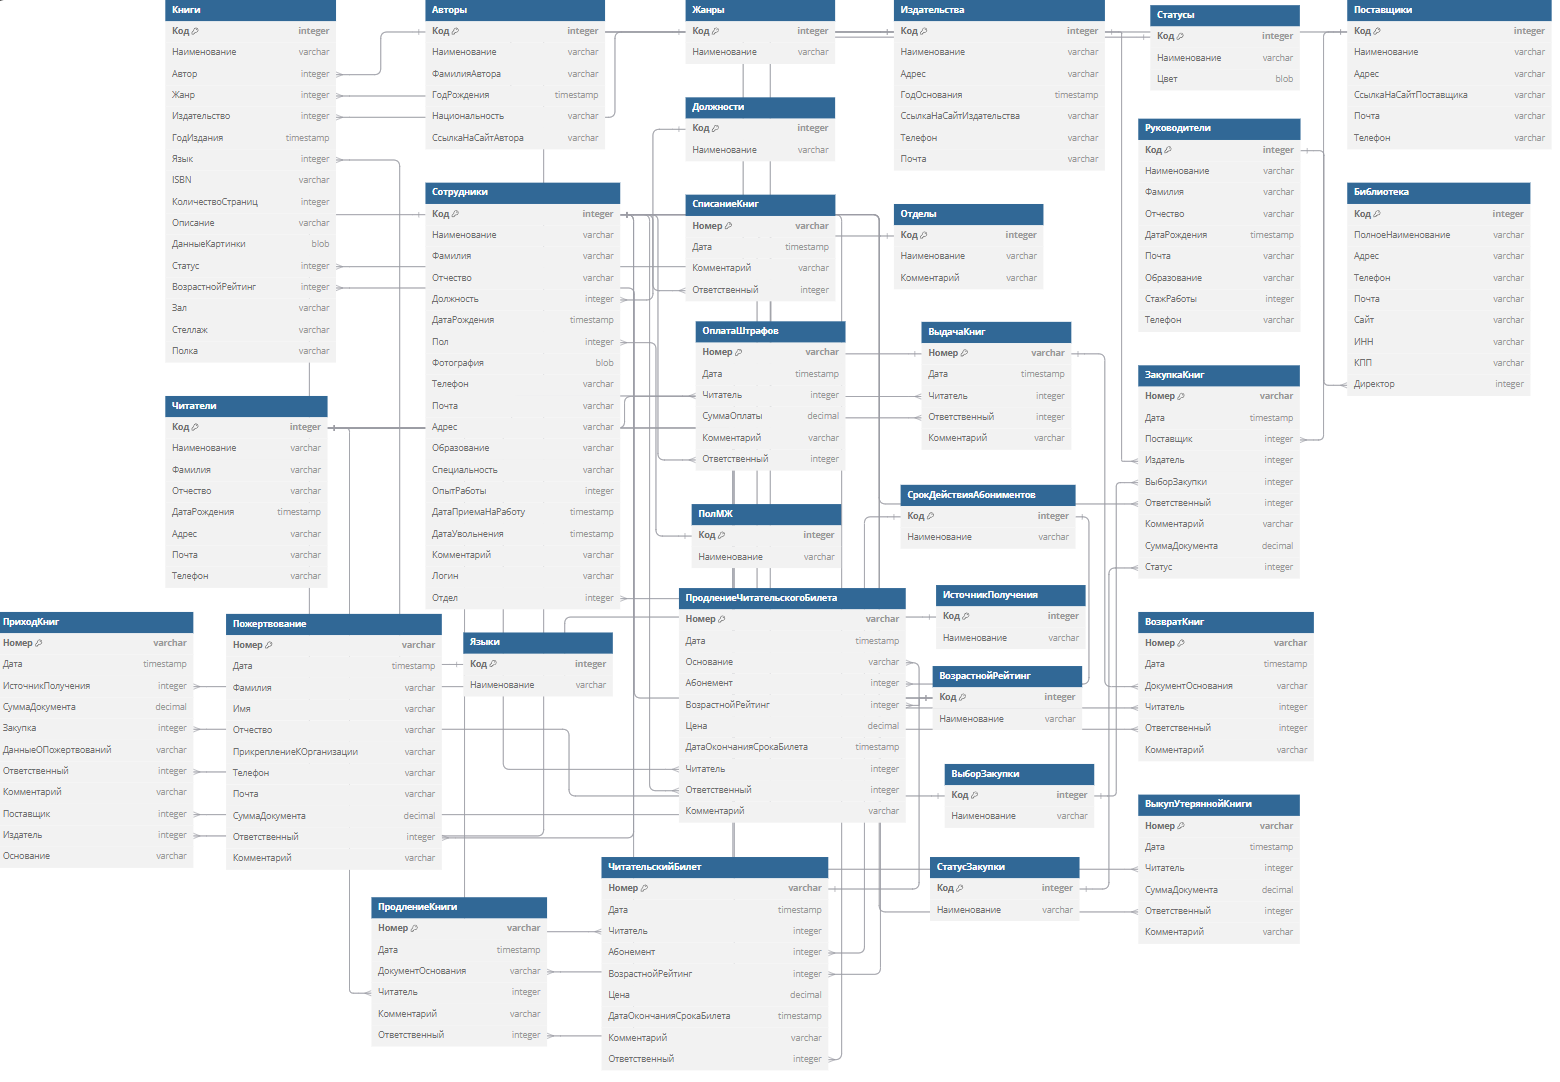 Книги
Код integer
Наименование varchar
Автор integer
Жанр integer
Издательство integer
ГодИздания timestamp
Язык integer
ISBN varchar
КоличествоСтраниц integer
Описание varchar
ДанныеКартинки blob
Статус integer
ВозрастнойРейтинг integer
Зал varchar
Стеллаж varchar
Полка varchar
Авторы
Код integer
Наименование varchar
ФамилияАвтора varchar
ГодРождения timestamp
Национальность varchar
СсылкаНаСайтАвтора varchar
Жанры
Код integer
Наименование varchar
Издательства
Код integer
Наименование varchar
Адрес varchar
ГодОснования timestamp
СсылкаНаСайтИздательства varchar
Телефон varchar
Почта varchar
Статусы
Код integer
Наименование varchar
Цвет blob
Поставщики
Код integer
Наименование varchar
Адрес varchar
СсылкаНаСайтПоставщика varchar
Почта varchar
Телефон varchar
Должности
Код integer
Наименование varchar
Руководители
Код integer
Наименование varchar
Фамилия varchar
Отчество varchar
ДатаРождения timestamp
Почта varchar
Образование varchar
СтажРаботы integer
Телефон varchar
Сотрудники
Код integer
Наименование varchar
Фамилия varchar
Отчество varchar
Должность integer
ДатаРождения timestamp
Пол integer
Фотография blob
Телефон varchar
Почта varchar
Адрес varchar
Образование varchar
Специальность varchar
ОпытРаботы integer
ДатаПриемаНаРаботу timestamp
ДатаУвольнения timestamp
Комментарий varchar
Логин varchar
Отдел integer
СписаниеКниг
Номер varchar
Дата timestamp
Комментарий varchar
Ответственный integer
Отделы
Код integer
Наименование varchar
Комментарий varchar
Библиотека
Код integer
ПолноеНаименование varchar
Адрес varchar
Телефон varchar
Почта varchar
Сайт varchar
ИНН varchar
КПП varchar
Директор integer
ОплатаШтрафов
Номер varchar
Дата timestamp
Читатель integer
СуммаОплаты decimal
Комментарий varchar
Ответственный integer
ВыдачаКниг
Номер varchar
Дата timestamp
Читатель integer
Ответственный integer
Комментарий varchar
ЗакупкаКниг
Номер varchar
Дата timestamp
Поставщик integer
Издатель integer
ВыборЗакупки integer
Ответственный integer
Комментарий varchar
СуммаДокумента decimal
Статус integer
Читатели
Код integer
Наименование varchar
Фамилия varchar
Отчество varchar
ДатаРождения timestamp
Адрес varchar
Почта varchar
Телефон varchar
СрокДействияАбониментов
Код integer
Наименование varchar
ПолМЖ
Код integer
Наименование varchar
ПродлениеЧитательскогоБилета
Номер varchar
Дата timestamp
Основание varchar
Абонемент integer
ВозрастнойРейтинг integer
Цена decimal
ДатаОкончанияСрокаБилета timestamp
Читатель integer
Ответственный integer
Комментарий varchar
ИсточникПолучения
Код integer
Наименование varchar
ПриходКниг
Номер varchar
Дата timestamp
ИсточникПолучения integer
СуммаДокумента decimal
Закупка integer
ДанныеОПожертвований varchar
Ответственный integer
Комментарий varchar
Поставщик integer
Издатель integer
Основание varchar
Пожертвование
Номер varchar
Дата timestamp
Фамилия varchar
Имя varchar
Отчество varchar
ПрикреплениеКОрганизации varchar
Телефон varchar
Почта varchar
СуммаДокумента decimal
Ответственный integer
Комментарий varchar
Языки
Код integer
Наименование varchar
ВозрастнойРейтинг
Код integer
Наименование varchar
ВозвратКниг
Номер varchar
Дата timestamp
ДокументОснования varchar
Читатель integer
Ответственный integer
Комментарий varchar
ВыборЗакупки
Код integer
Наименование varchar
ВыкупУтеряннойКниги
Номер varchar
Дата timestamp
Читатель integer
СуммаДокумента decimal
Ответственный integer
Комментарий varchar
ЧитательскийБилет
Номер varchar
Дата timestamp
Читатель integer
Абонемент integer
ВозрастнойРейтинг integer
Цена decimal
ДатаОкончанияСрокаБилета timestamp
Комментарий varchar
Ответственный integer
СтатусЗакупки
Код integer
Наименование varchar
ПродлениеКниги
Номер varchar
Дата timestamp
ДокументОснования varchar
Читатель integer
Комментарий varchar
Ответственный integer